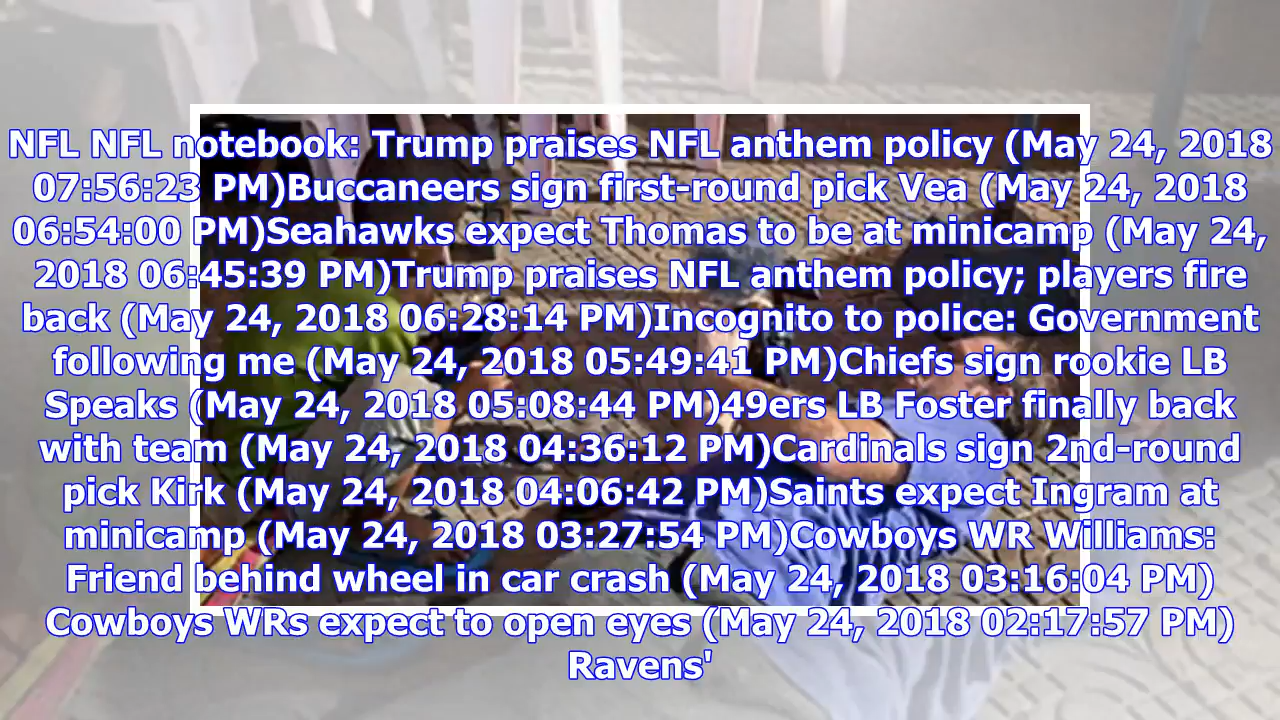 NFL NFL notebook: Trump praises NFL anthem policy (May 24, 2018
07:56:23 PM)Buccaneers sign first-round pick Vea (May 24, 2018
06:54:00 PM)Seahawks expect Thomas to be at minicamp (May 24,
2018 06:45:39 PM)Trump praises NFL anthem policy; players fire
back (May 24, 2018 06:28:14 PM)Incognito to police: Government
following me (May 24, 2018 05:49:41 PM)Chiefs sign rookie LB
Speaks (May 24, 2018 05:08:44 PM)49ers LB Foster finally back
with team (May 24, 2018 04:36:12 PM)Cardinals sign 2nd-round
pick Kirk (May 24, 2018 04:06:42 PM)Saints expect Ingram at
minicamp (May 24, 2018 03:27:54 PM)Cowboys WR Williams:
Friend behind wheel in car crash (May 24, 2018 03:16:04 PM)
Cowboys WRs expect to open eyes (May 24, 2018 02:17:57 PM)
Ravens'